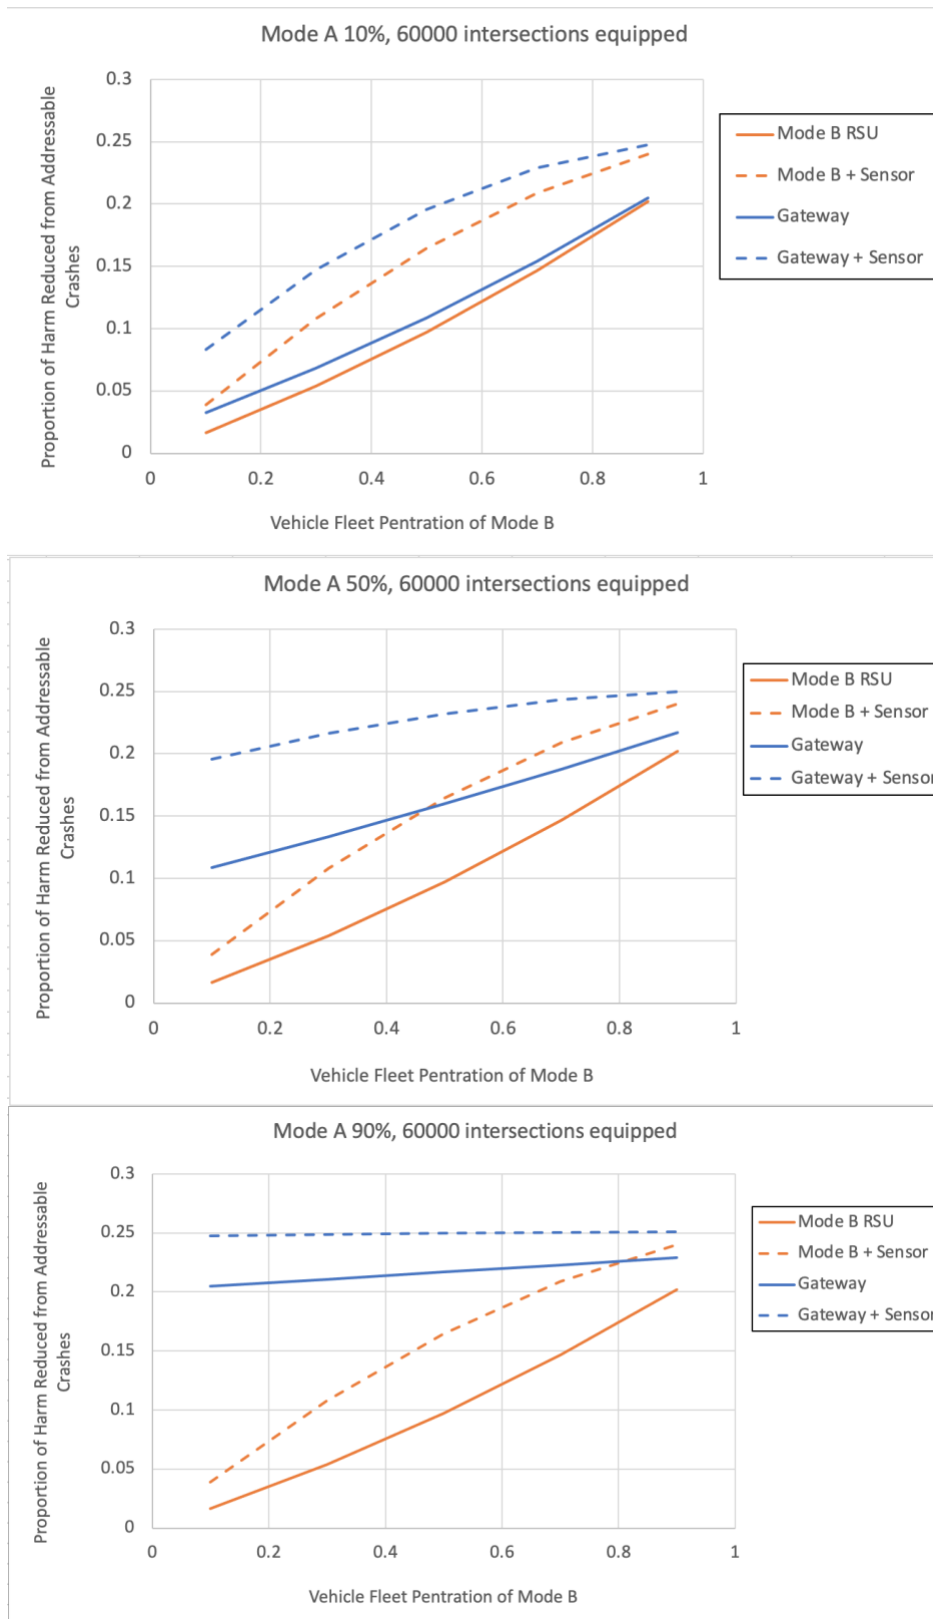 Mode A 10%, 60000 intersections equipped
Proportion of Harm Reduced from Addressable
Crashes
0.3
0.25
0.2
0.15
0.1
0.05
0
0 0.2 0.4 0.6 0.8 1
Vehicle Fleet Pentration of Mode B
Mode B RSU
Mode B + Sensor
Gateway
Gateway + Sensor
Mode A 50%, 60000 intersections equipped
Proportion of Harm Reduced from Addressable
Crashes
0.3
0.25
0.2
0.15
0.1
0.05
0
0 0.2 0.4 0.6 0.8 1
Vehicle Fleet Pentration of Mode B
Mode B RSU
Mode B + Sensor
Gateway
Gateway + Sensor
Mode A 90%, 60000 intersections equipped
Proportion of Harm Reduced from Addressable
Crashes
0.3
0.25
0.2
0.15
0.1
0.05
0
0 0.2 0.4 0.6 0.8 1
Vehicle Fleet Pentration of Mode B
Mode B RSU
Mode B + Sensor
Gateway
Gateway + Sensor